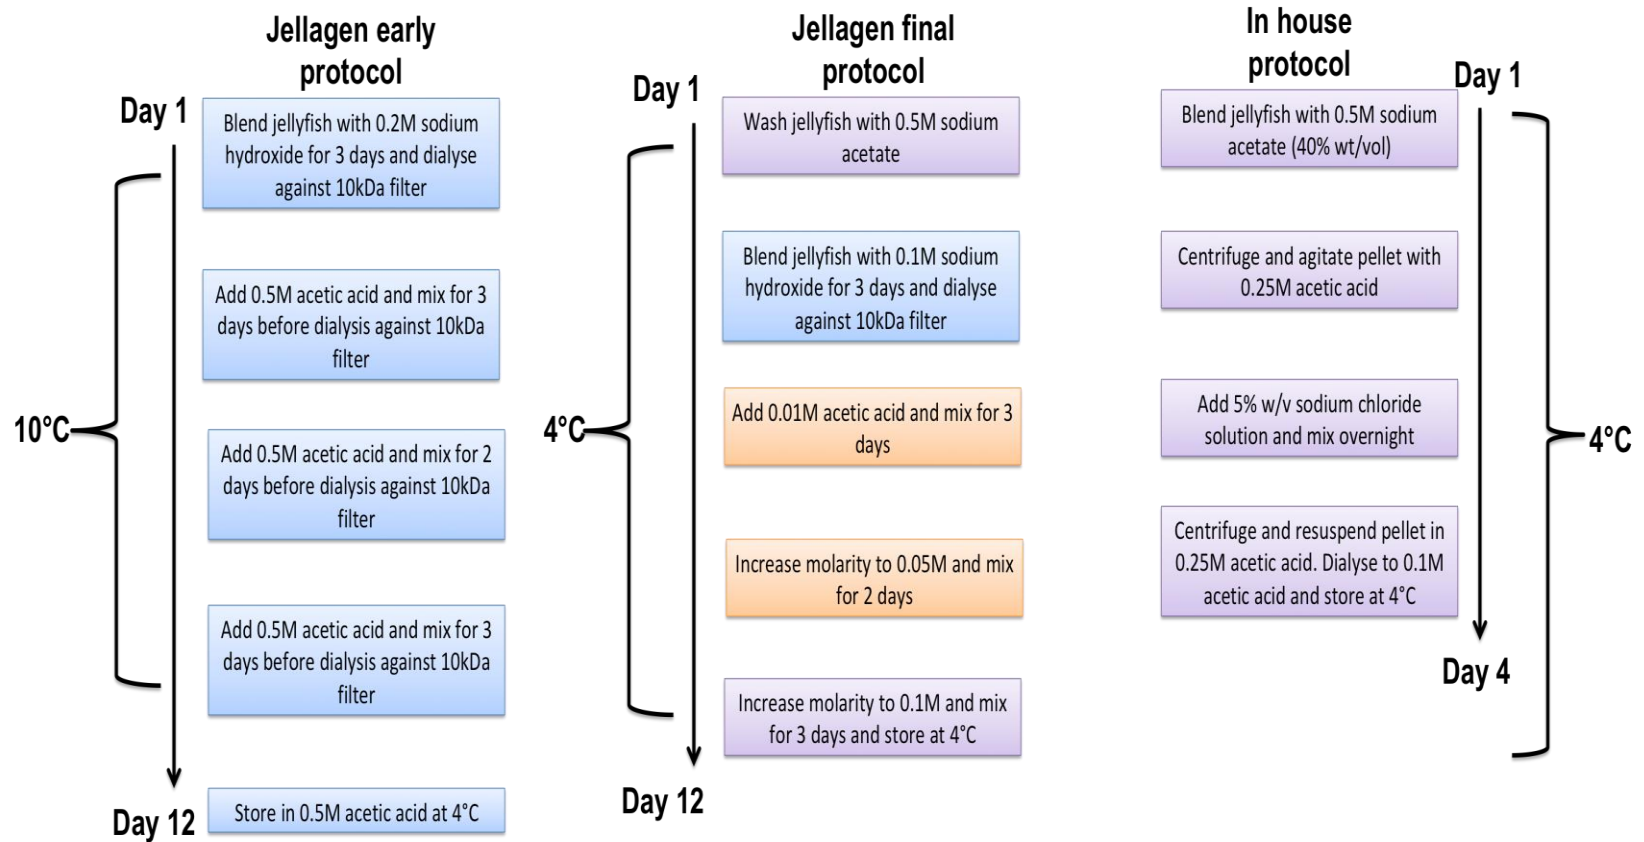 Jellagen early
protocol
Day 1
Blend jellyfish with 0.2M sodium
hydroxide for 3 days and dialyse
against 10kDa filter
Add 0.5M acetic acid and mix for 3
days before dialysis against 10kDa
filter
10°C
Add 0.5M acetic acid and mix for 2
days before dialysis against 10kDa
filter
Add 0.5M acetic acid and mix for 3
days before dialysis against 10kDa
filter
Day 12
Store in 0.5M acetic acid at 4°C
Jellagen final
protocol
Day 1
Wash jellyfish with 0.5M sodium
acetate
Blend jellyfish with 0.1M sodium
hydroxide for 3 days and dialyse
against 10kDa filter
4°C
Add 0.01M acetic acid and mix for 3
days
Increase molarity to 0.05M and mix
for 2 days
Increase molarity to 0.1M and mix
for 3 days and store at 4°C
Day 12
In house
protocol
Day 1
Blend jellyfish with 0.5M sodium
acetate (40% wt/vol)
Centrifuge and agitate pellet with
0.25M acetic acid
Add 5% w/v sodium chloride
solution and mix overnight
4°C
Centrifuge and resuspend pellet in
0.25M acetic acid. Dialyse to 0.1M
acetic acid and store at 4°C
Day 4